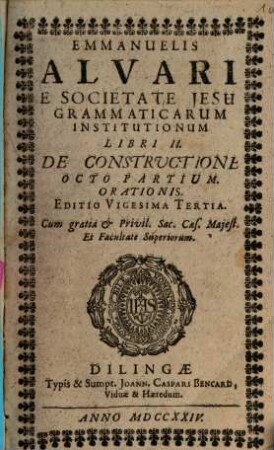 EMMANUELIS
ALVARI
E SOCIETATE JESU
GRAMMATICARUM
INSTITUTIONUM
LIBRI II.
DE CONSTRUCTIONE
OCTO PARTIUM.
ORATIONIS.
EDITIO VIGESIMA TERTIA.
Cum gratia & Privil. Sac. Cæs. Majest.
Et Facultate Superiorum.
IHS
DILINGÆ
Typis & Sumpt. JOANN. CASPARI BENCARD,
Viduæ & Hæredum.
ANNO MDCCXXIV.